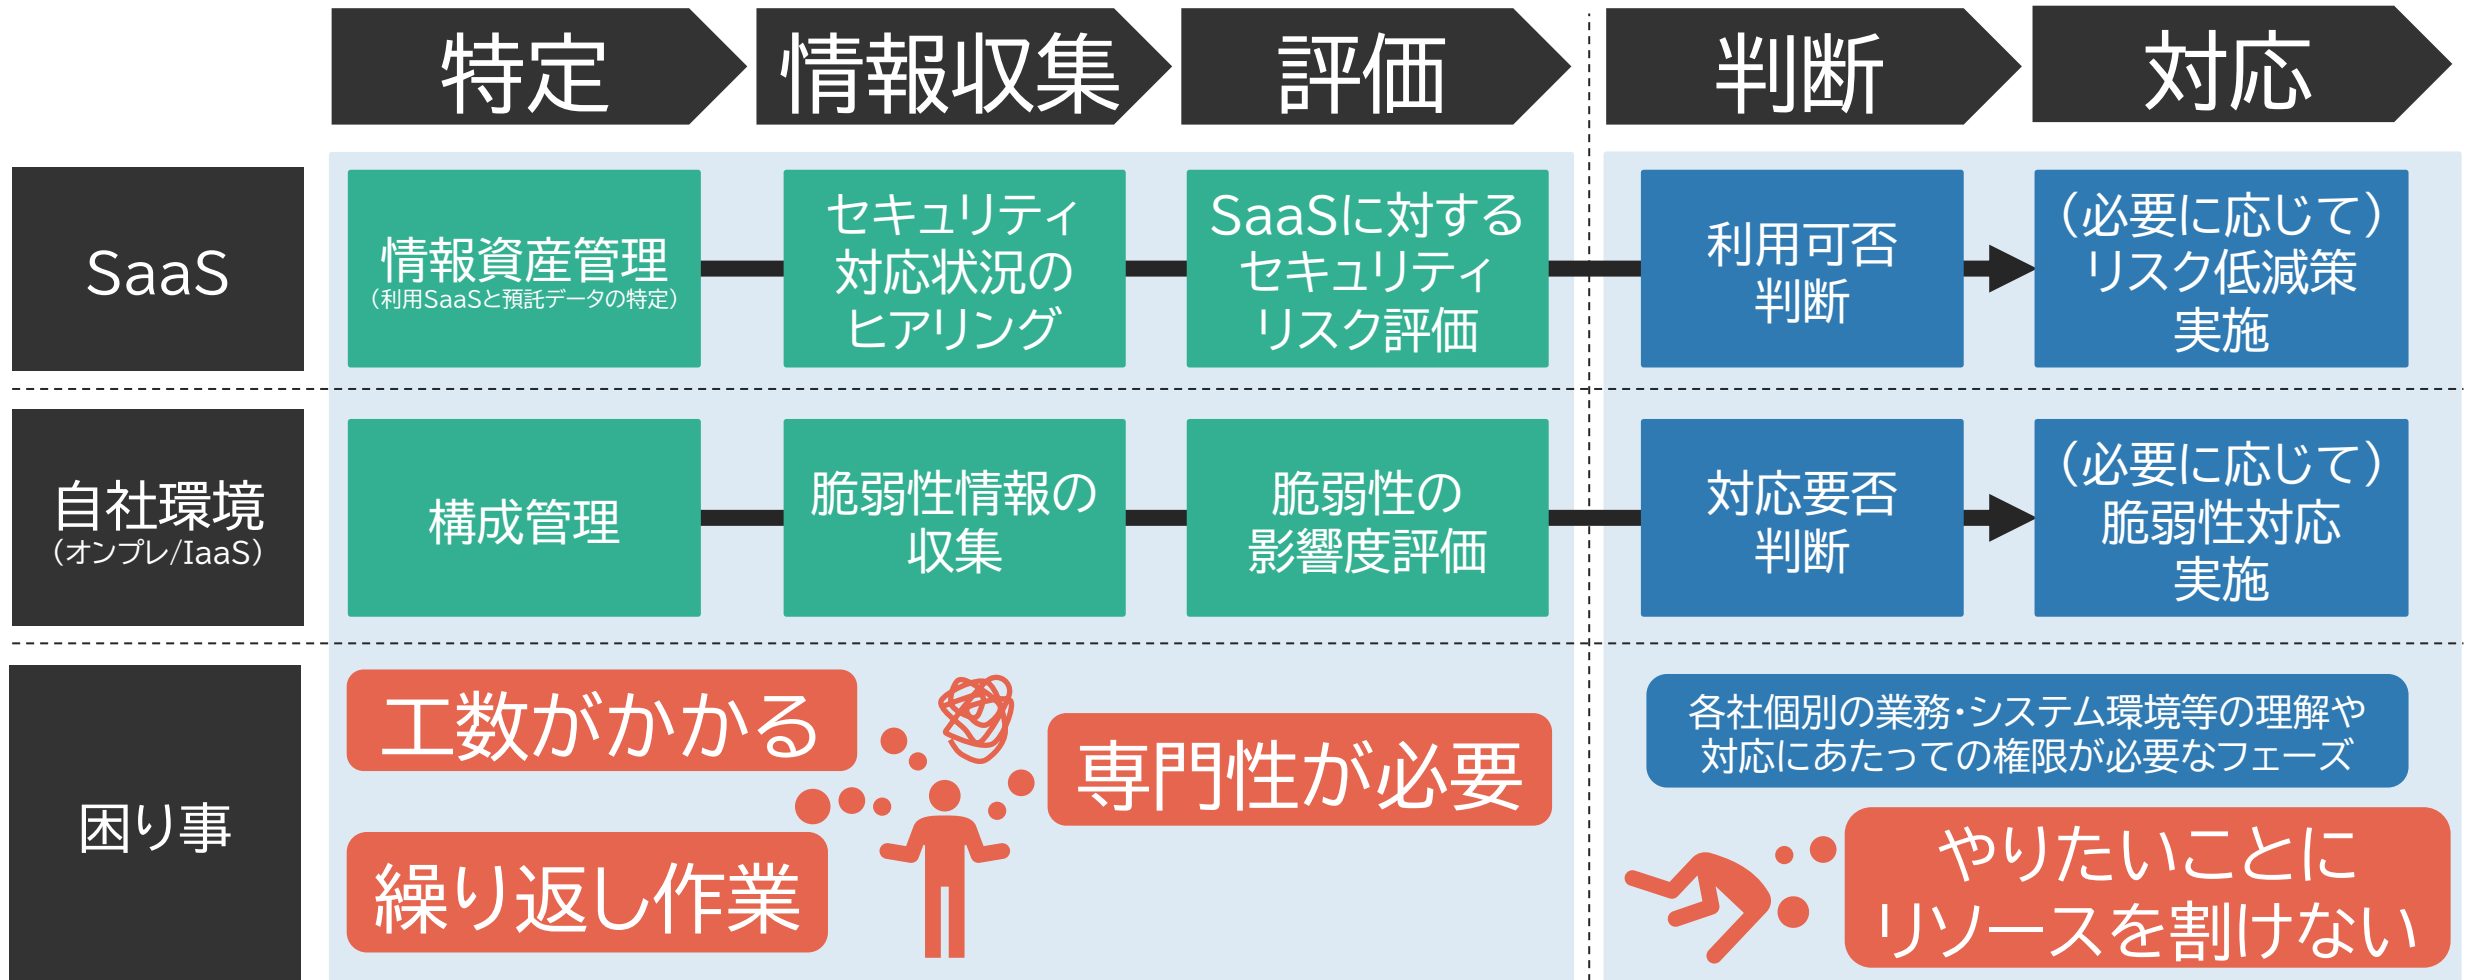 特定
情報収集
評価
判断
対応
SaaS
情報資産管理
（利用SaaSと預託データの特定）
セキュリティ
対応状況の
ヒアリング
SaaSに対する
セキュリティ
リスク評価
利用可否
判断
（必要に応じて）
リスク低減策
実施
自社環境
（オンプレ/IaaS）
構成管理
脆弱性情報の
収集
脆弱性の
影響度評価
対応要否
判断
（必要に応じて）
脆弱性対応
実施
困り事
工数がかかる
繰り返し作業
専門性が必要
各社個別の業務・システム環境等の理解や
対応にあたっての権限が必要なフェーズ
やりたいことに
リソースを割けない